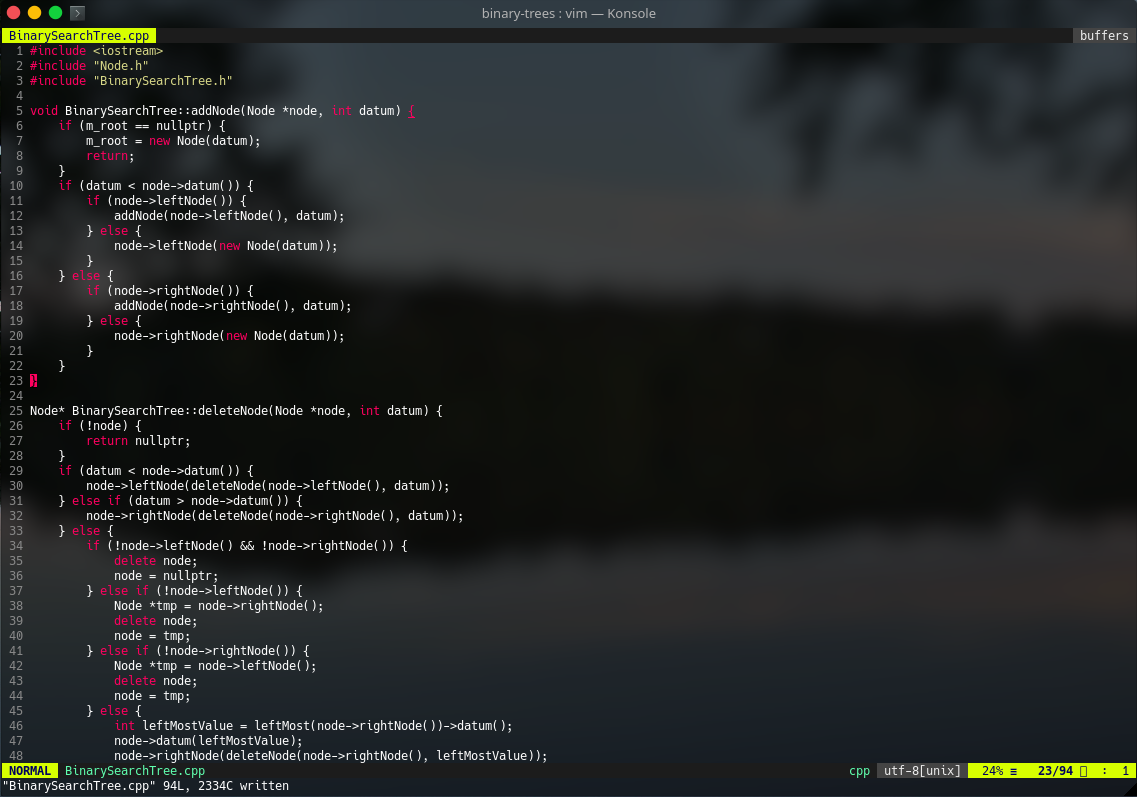 binary-trees : vim — Konsole
BinarySearchTree.cpp buffers
1 #include <iostream>
2 #include "Node.h"
3 #include "BinarySearchTree.h"
4
5 void BinarySearchTree::addNode(Node *node, int datum) {
6     if (m_root == nullptr) {
7         m_root = new Node(datum);
8         return;
9     }
10     if (datum < node->datum()) {
11         if (node->leftNode()) {
12             addNode(node->leftNode(), datum);
13         } else {
14             node->leftNode(new Node(datum));
15         }
16     } else {
17         if (node->rightNode()) {
18             addNode(node->rightNode(), datum);
19         } else {
20             node->rightNode(new Node(datum));
21         }
22     }
23 }
24
25 Node* BinarySearchTree::deleteNode(Node *node, int datum) {
26     if (!node) {
27         return nullptr;
28     }
29     if (datum < node->datum()) {
30         node->leftNode(deleteNode(node->leftNode(), datum));
31     } else if (datum > node->datum()) {
32         node->rightNode(deleteNode(node->rightNode(), datum));
33     } else {
34         if (!node->leftNode() && !node->rightNode()) {
35             delete node;
36             node = nullptr;
37         } else if (!node->leftNode()) {
38             Node *tmp = node->rightNode();
39             delete node;
40             node = tmp;
41         } else if (!node->rightNode()) {
42             Node *tmp = node->leftNode();
43             delete node;
44             node = tmp;
45         } else {
46             int leftMostValue = leftMost(node->rightNode())->datum();
47             node->datum(leftMostValue);
48             node->rightNode(deleteNode(node->rightNode(), leftMostValue));
NORMAL BinarySearchTree.cpp cpp utf-8[unix] 24% ≡ 23/94 : 1
"BinarySearchTree.cpp" 94L, 2334C written